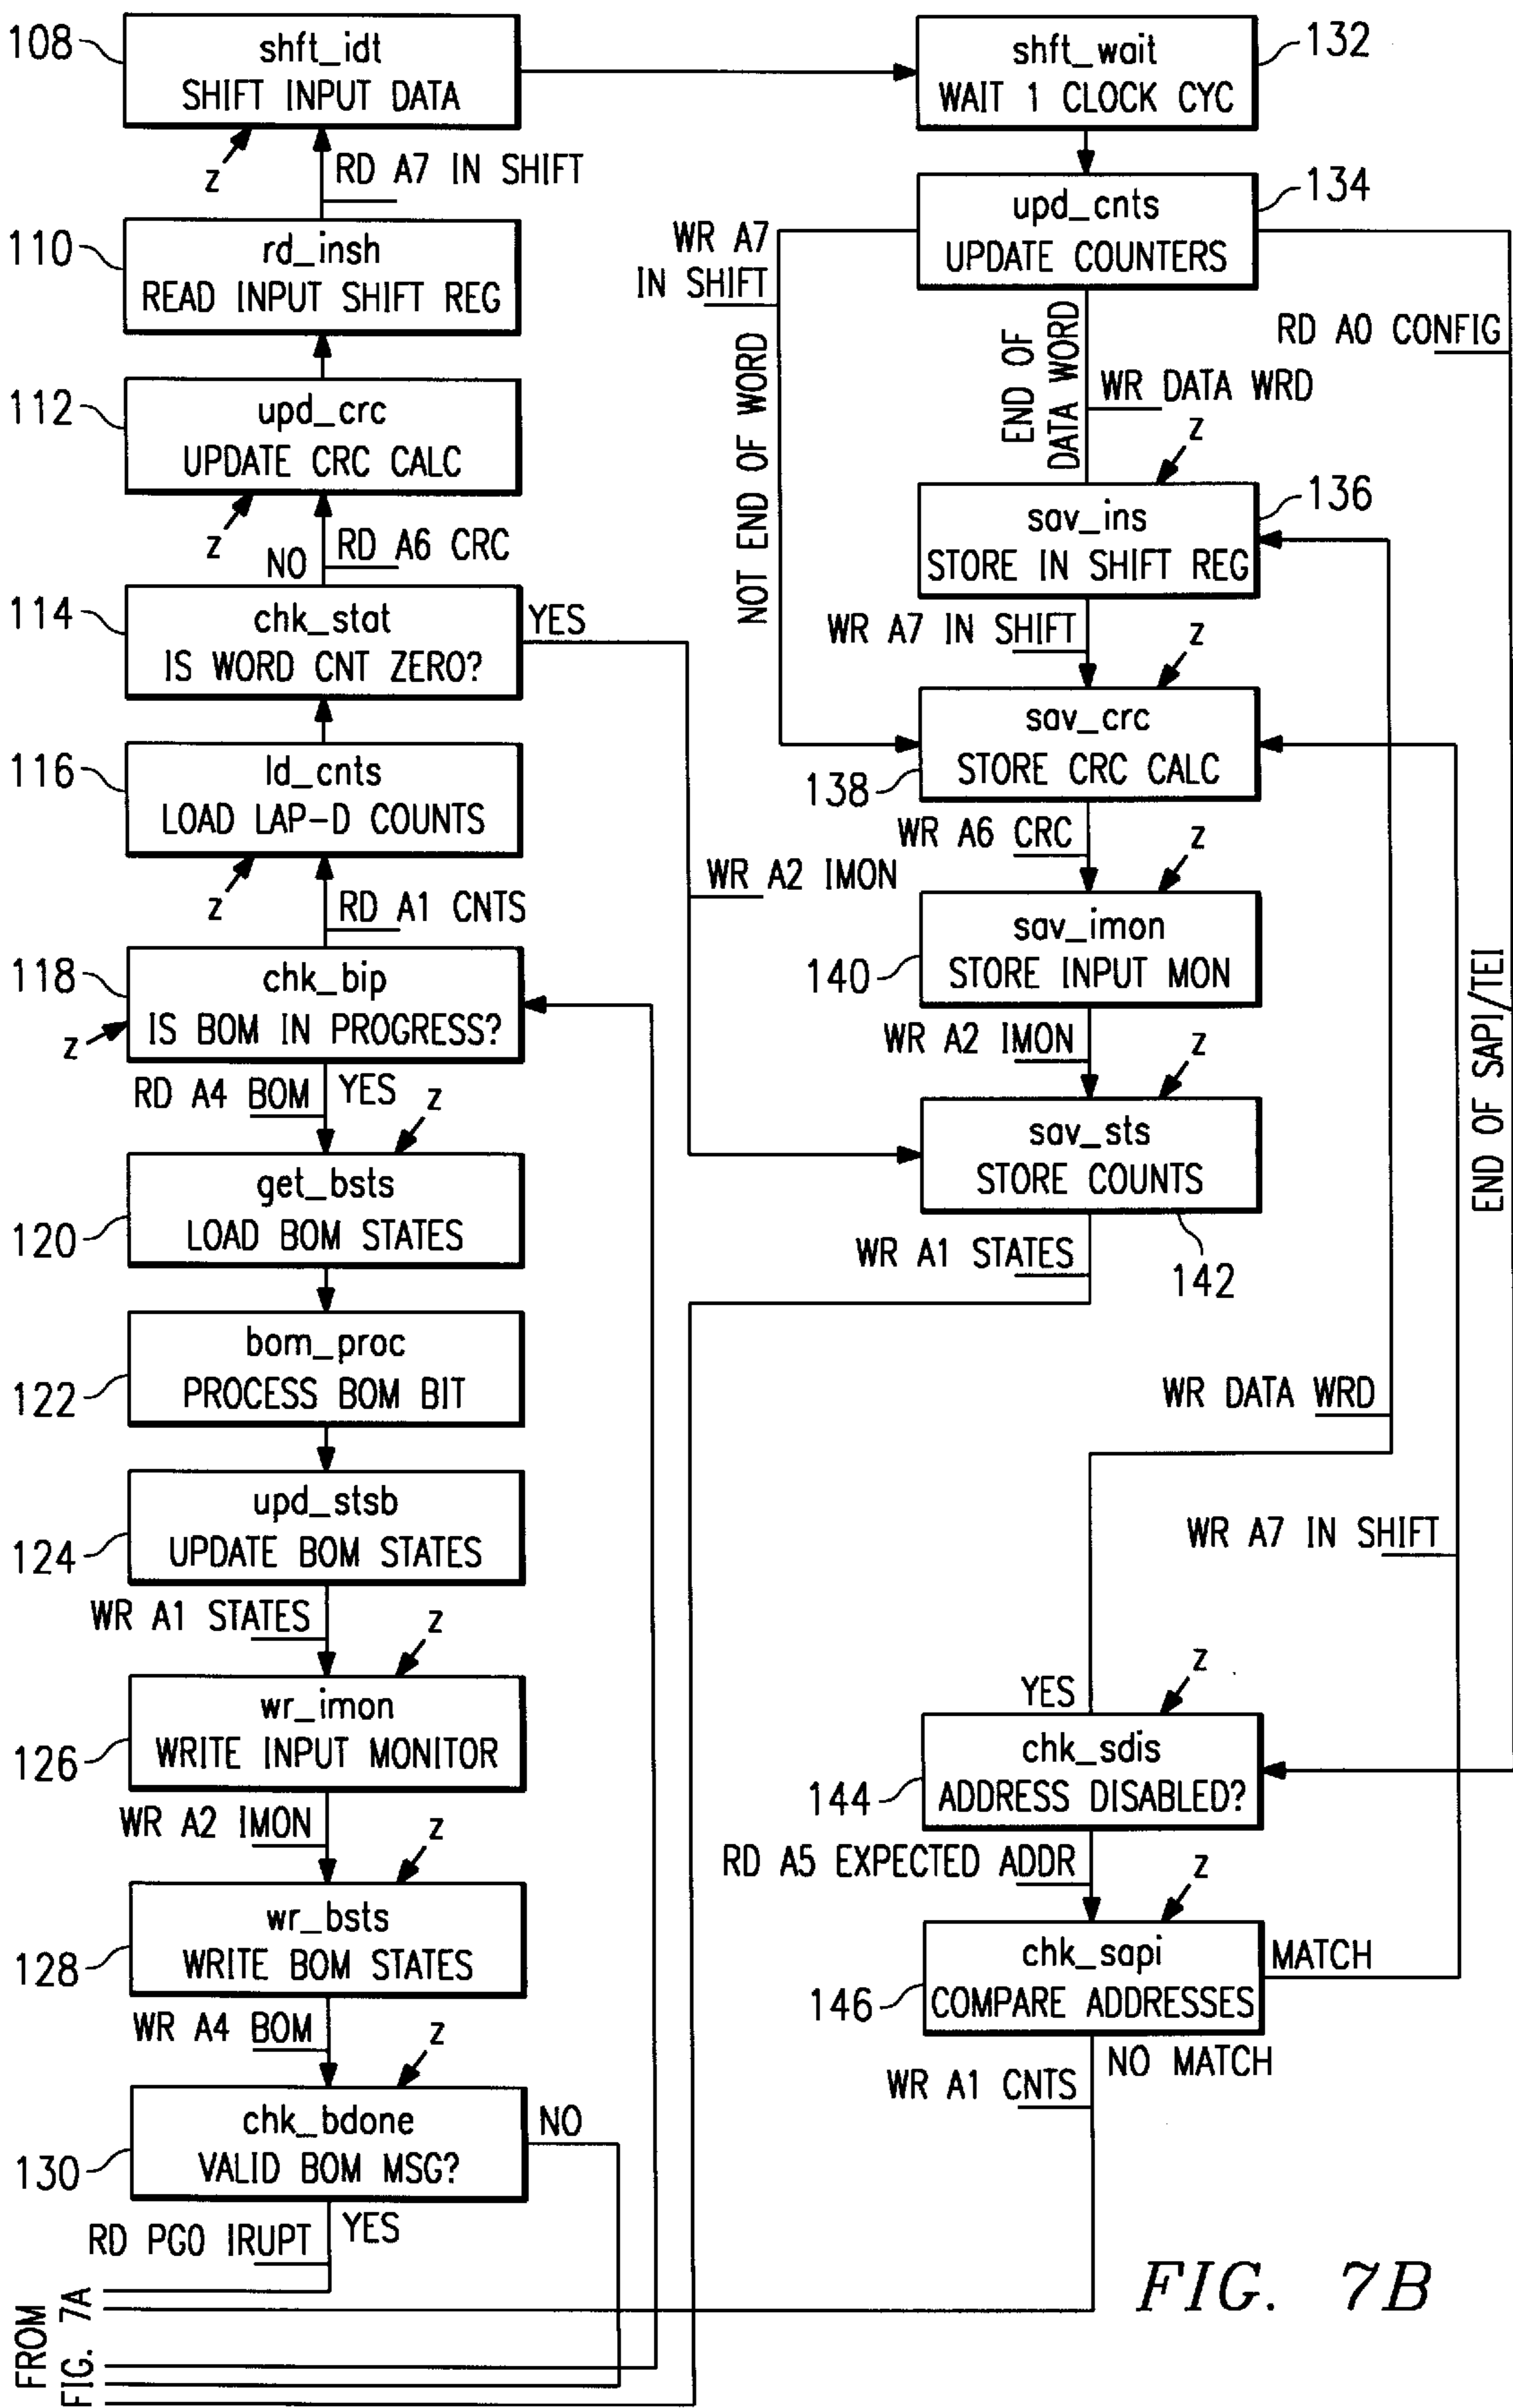 108
shft_idt
SHIFT INPUT DATA
z
RD A7 IN SHIFT
110
rd_insh
READ INPUT SHIFT REG
112
upd_crc
UPDATE CRC CALC
z
NO
RD A6 CRC
114
chk_stat
IS WORD CNT ZERO?
YES
116
ld_cnts
LOAD LAP-D COUNTS
z
RD A1 CNTS
WR A2 IMON
118
chk_bip
IS BOM IN PROGRESS?
z
RD A4 BOM
YES
z
120
get_bsts
LOAD BOM STATES
122
bom_proc
PROCESS BOM BIT
124
upd_stsb
UPDATE BOM STATES
WR A1 STATES
z
126
wr_imon
WRITE INPUT MONITOR
WR A2 IMON
z
128
wr_bsts
WRITE BOM STATES
WR A4 BOM
z
130
chk_bdone
VALID BOM MSG?
NO
RD PG0 IRUPT
YES
FROM
FIG. 7A
132
shft_wait
WAIT 1 CLOCK CYC
134
upd_cnts
UPDATE COUNTERS
WR A7
IN SHIFT
NOT END OF WORD
END OF
DATA WORD
WR DATA WRD
RD A0 CONFIG
z
136
sav_ins
STORE IN SHIFT REG
WR A7 IN SHIFT
z
138
sav_crc
STORE CRC CALC
WR A6 CRC
z
140
sav_imon
STORE INPUT MON
WR A2 IMON
z
END OF SAPI/TEI
sav_sts
STORE COUNTS
142
WR A1 STATES
WR DATA WRD
WR A7 IN SHIFT
YES
z
144
chk_sdis
ADDRESS DISABLED?
RD A5 EXPECTED ADDR
z
146
chk_sapi
COMPARE ADDRESSES
MATCH
WR A1 CNTS
NO MATCH
FIG. 7B